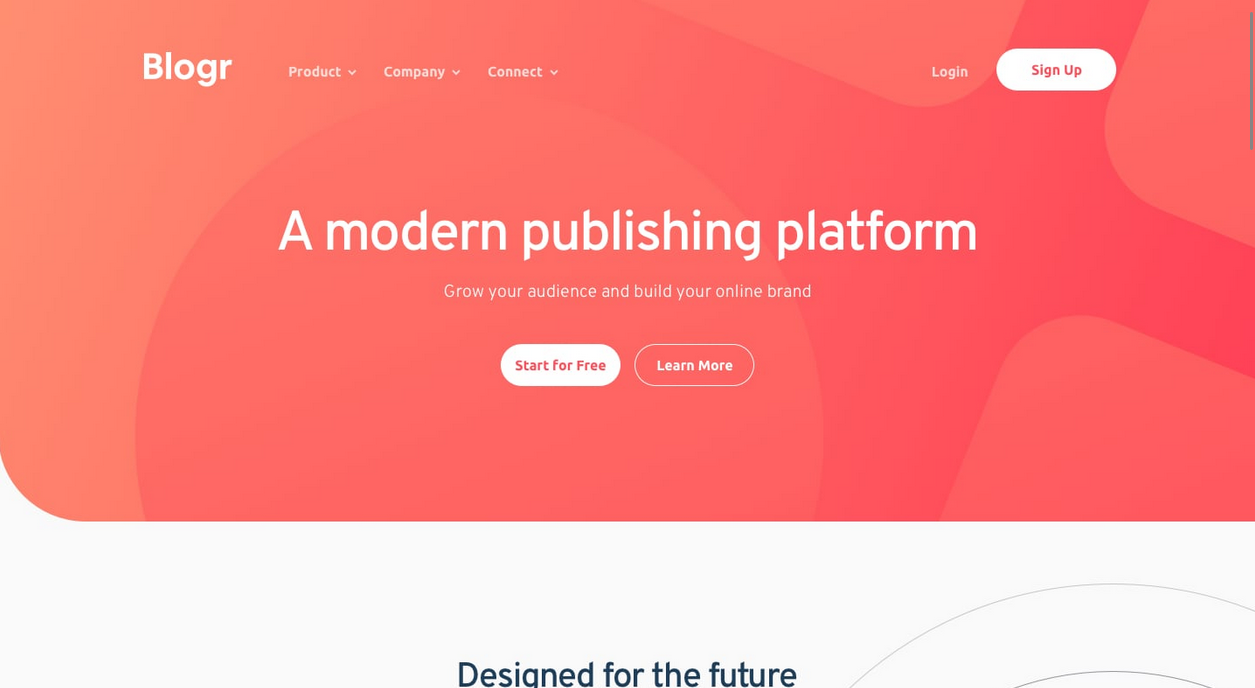 Blogr
Product
Company
Connect
Login
Sign Up
A modern publishing platform
Grow your audience and build your online brand
Start for Free
Learn More
Designed for the future